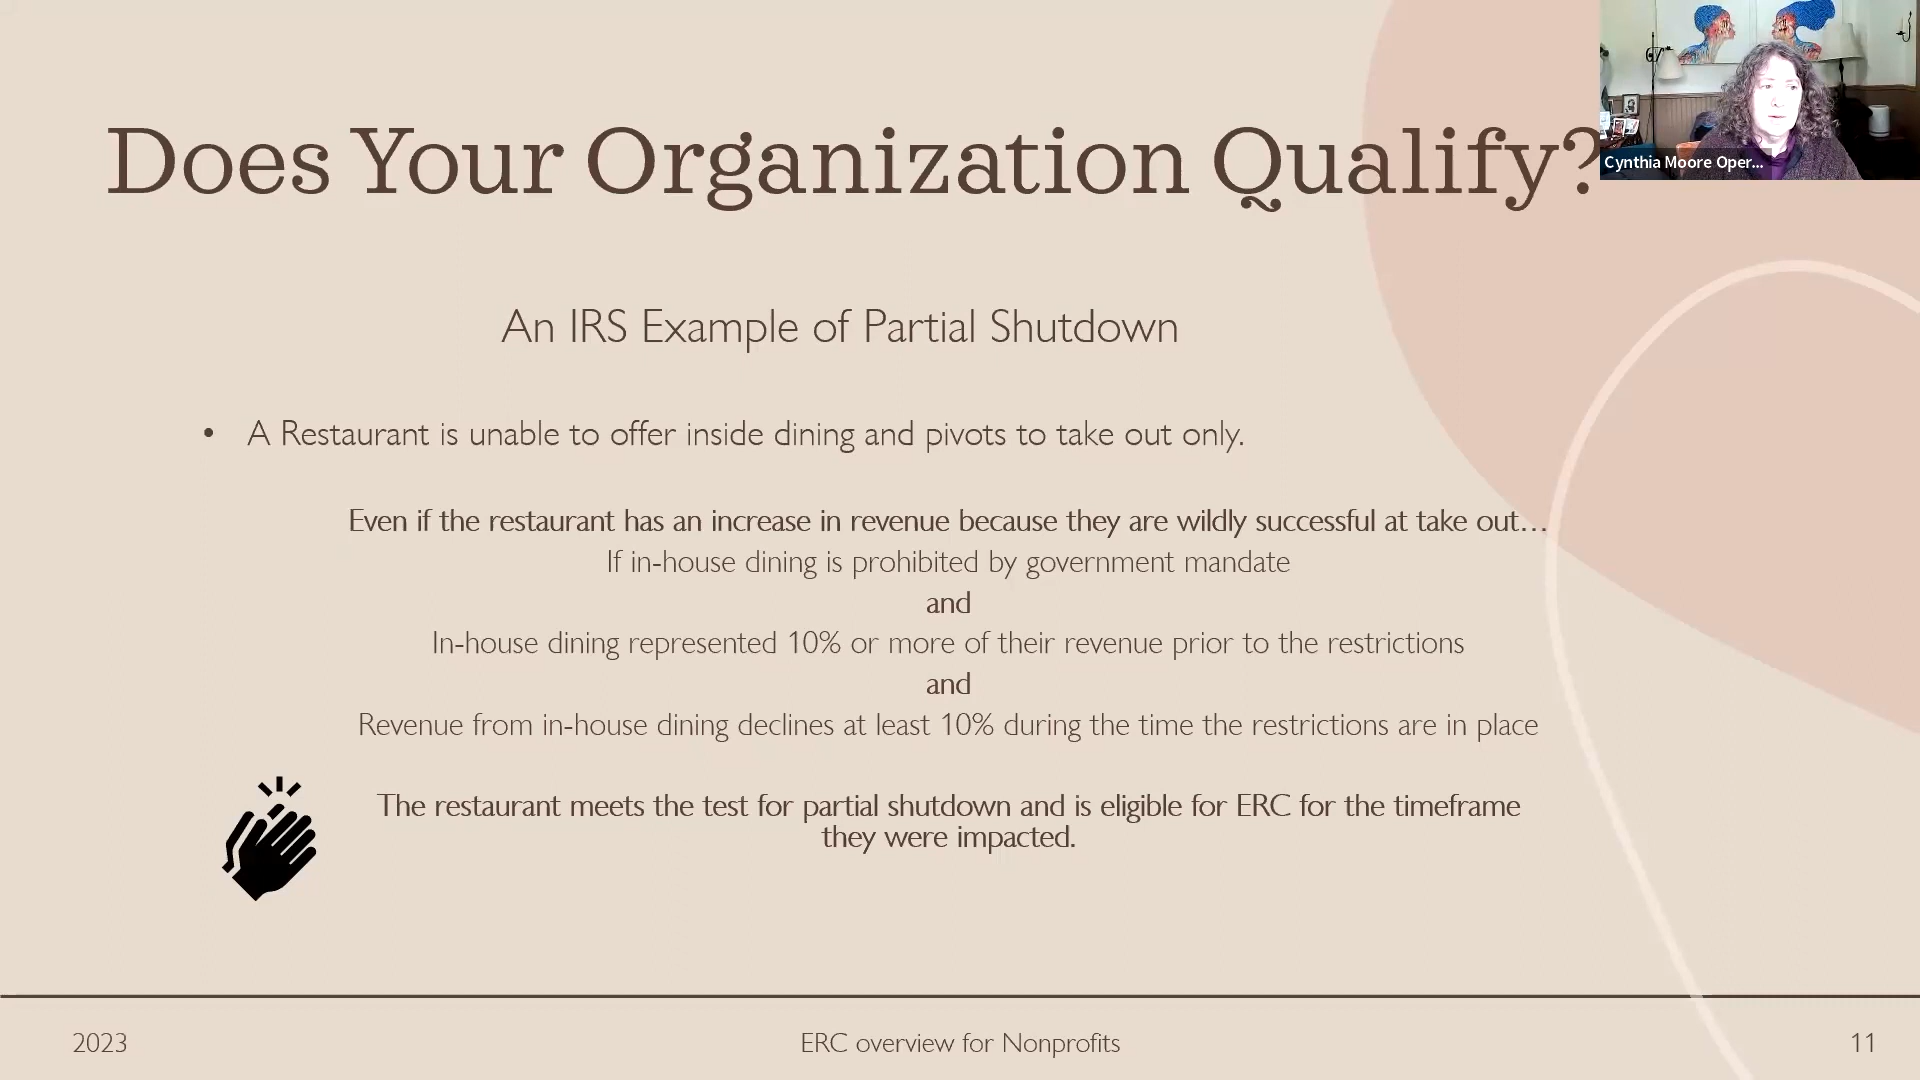 Does Your Organization Qualify?
Cynthia Moore Oper...
An IRS Example of Partial Shutdown
• A Restaurant is unable to offer inside dining and pivots to take out only.
Even if the restaurant has an increase in revenue because they are wildly successful at take out…
If in-house dining is prohibited by government mandate
and
In-house dining represented 10% or more of their revenue prior to the restrictions
and
Revenue from in-house dining declines at least 10% during the time the restrictions are in place
The restaurant meets the test for partial shutdown and is eligible for ERC for the timeframe
they were impacted.
2023
ERC overview for Nonprofits
11